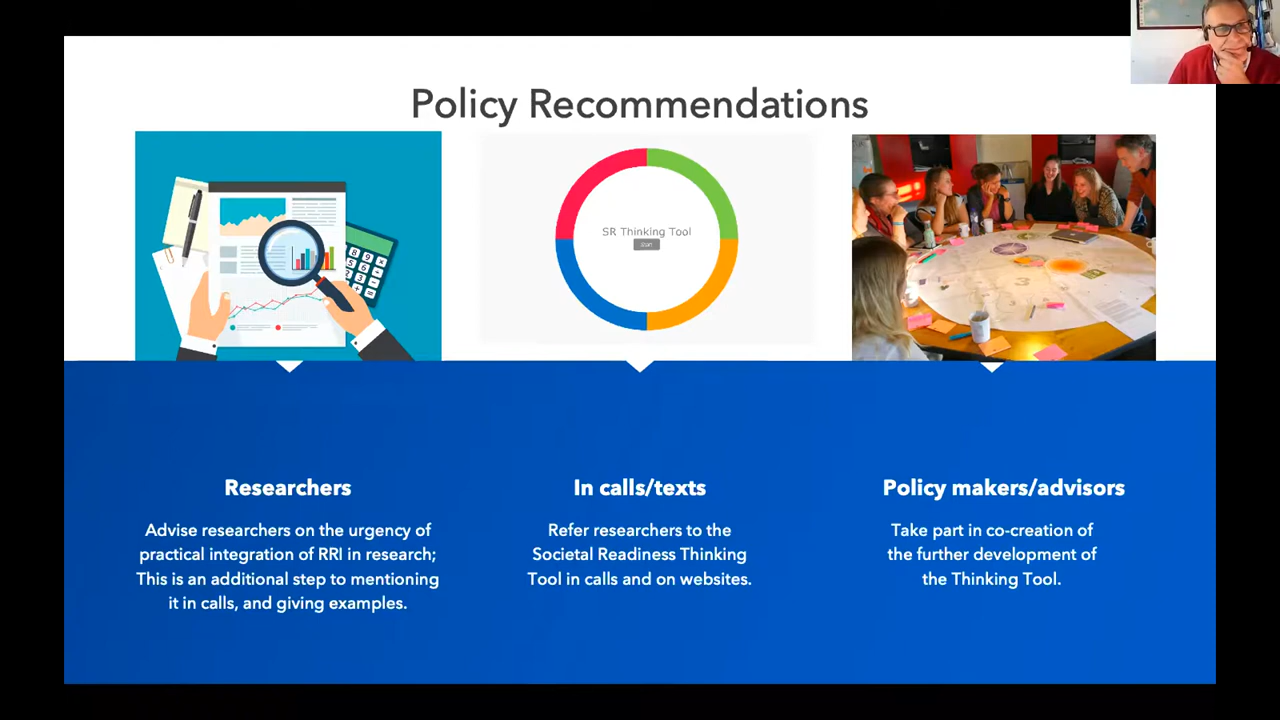 Policy Recommendations
SR Thinking Tool
Start
Researchers
Advise researchers on the urgency of
practical integration of RRI in research;
This is an additional step to mentioning
it in calls, and giving examples.
In calls/texts
Refer researchers to the
Societal Readiness Thinking
Tool in calls and on websites.
Policy makers/advisors
Take part in co-creation of
the further development of
the Thinking Tool.